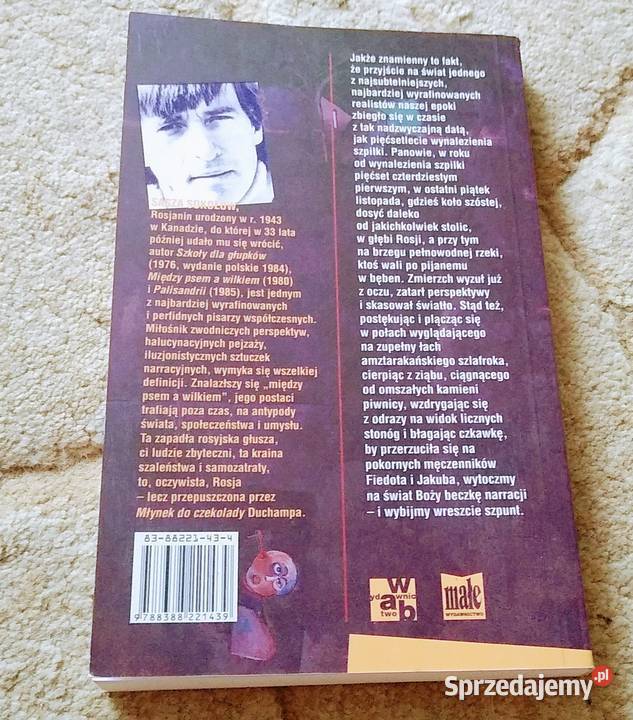 SASZA SOKOŁOW,
Rosjanin urodzony w r. 1943
w Kanadzie, do której w 33 lata
później udało mu się wrócić,
autor Szkoły dla głupków
(1976, wydanie polskie 1984),
Między psem a wilkiem (1980)
i Palisandrii (1985), jest jednym
z najbardziej wyrafinowanych
i perfidnych pisarzy współczesnych.
Miłośnik zwodniczych perspektyw,
halucynacyjnych pejzaży,
iluzjonistycznych sztuczek
narracyjnych, wymyka się wszelkiej
definicji. Znalazłszy się „między
psem a wilkiem", jego postaci
trafiają poza czas, na antypody
świata, społeczeństwa i umysłu.
Ta zapadła rosyjska głusza,
ci ludzie zbyteczni, ta kraina
szaleństwa i samozatraty,
to, oczywista, Rosja
– lecz przepuszczona przez
Młynek do czekolady Duchampa.
83-88221-43-4
9 788388 221439
Jakże znamienny to fakt,
że przyjście na świat jednego
z najsubtelniejszych,
najbardziej wyrafinowanych
realistów naszej epoki
zbiegło się w czasie
z tak nadzwyczajną datą,
jak pięćsetlecie wynalezienia
szpilki. Panowie, w roku
od wynalezienia szpilki
pięćset czterdziestym
pierwszym, w ostatni piątek
listopada, gdzieś koło szóstej,
dosyć daleko
od jakichkolwiek stolic,
w głębi Rosji, a przy tym
na brzegu pełnowodnej rzeki,
ktoś wali po pijanemu
w bęben. Zmierzch wyzuł już
z oczu, zatarł perspektywy
i skasował światło. Stąd też,
postękując i plącząc się
w połach wyglądającego
na zupełny łach
amztarakańskiego szlafroka,
cierpiąc z ziąbu, ciągnącego
od omszałych kamieni
piwnicy, wzdrygając się
z odrazy na widok licznych
stonóg i błagając czkawkę,
by przerzuciła się na
pokornych męczenników
Fiedota i Jakuba, wytoczmy
na świat Boży beczkę narracji
– i wybijmy wreszcie szpunt.
w
ydawnic
ab
two
małe
WYDAWNICTWO
Sprzedajemy.pl